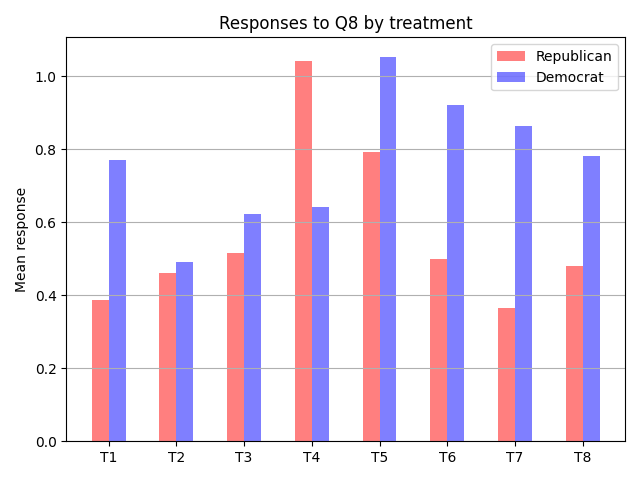 Responses to Q8 by treatment
Republican
Democrat
Mean response
1.0
0.8
0.6
0.4
0.2
0.0
T1 T2 T3 T4 T5 T6 T7 T8